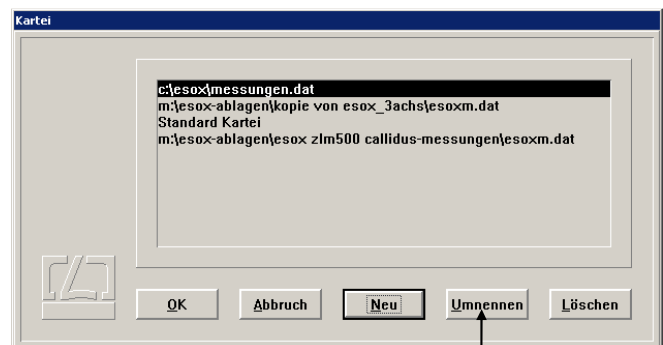 Kartei
c:\esox\messungen.dat
m:\esox-ablagen\kopie von esox_3achs\esoxm.dat
Standard Kartei
m:\esox-ablagen\esox zlm500 callidus-messungen\esoxm.dat
OK Abbruch Neu Umnennen Löschen